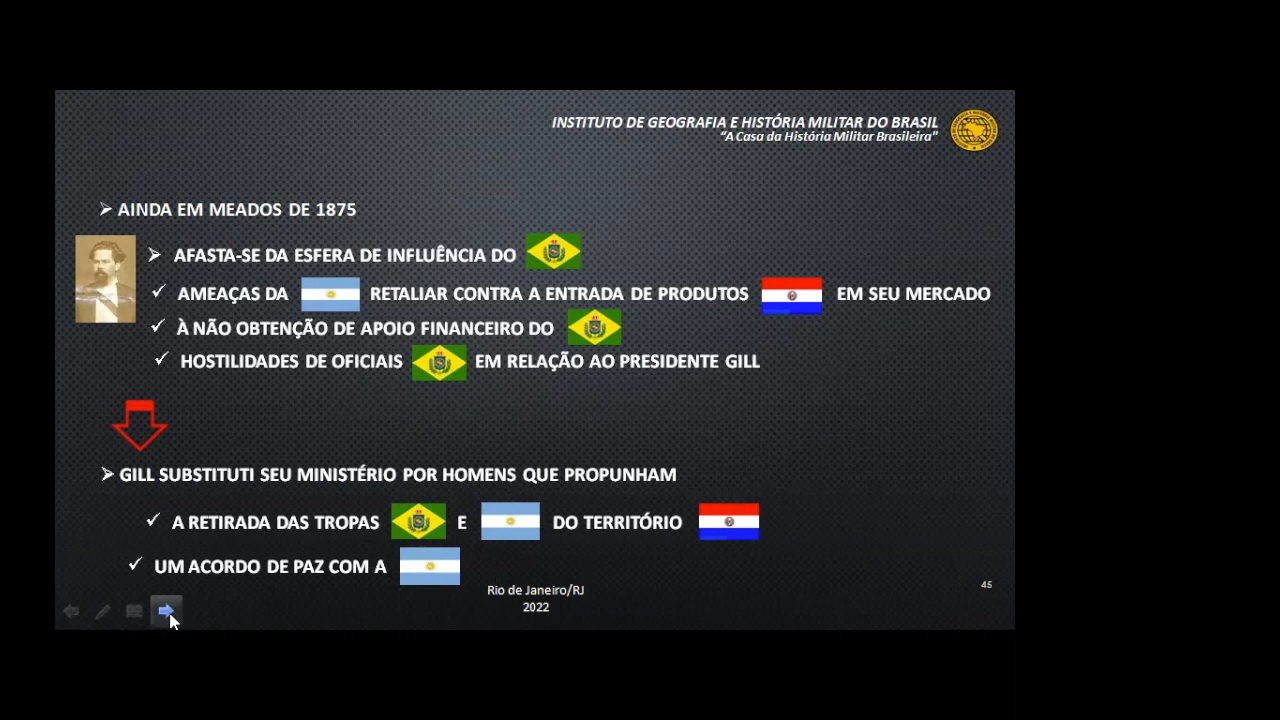 INSTITUTO DE GEOGRAFIA E HISTÓRIA MILITAR DO BRASIL
"A Casa da História Militar Brasileira"
AINDA EM MEADOS DE 1875
AFASTA-SE DA ESFERA DE INFLUÊNCIA DO
AMEAÇAS DA RETALIAR CONTRA A ENTRADA DE PRODUTOS EM SEU MERCADO
À NÃO OBTENÇÃO DE APOIO FINANCEIRO DO
HOSTILIDADES DE OFICIAIS EM RELAÇÃO AO PRESIDENTE GILL
GILL SUBSTITUTI SEU MINISTÉRIO POR HOMENS QUE PROPUNHAM
A RETIRADA DAS TROPAS E DO TERRITÓRIO
UM ACORDO DE PAZ COM A
Rio de Janeiro/RJ
2022
45